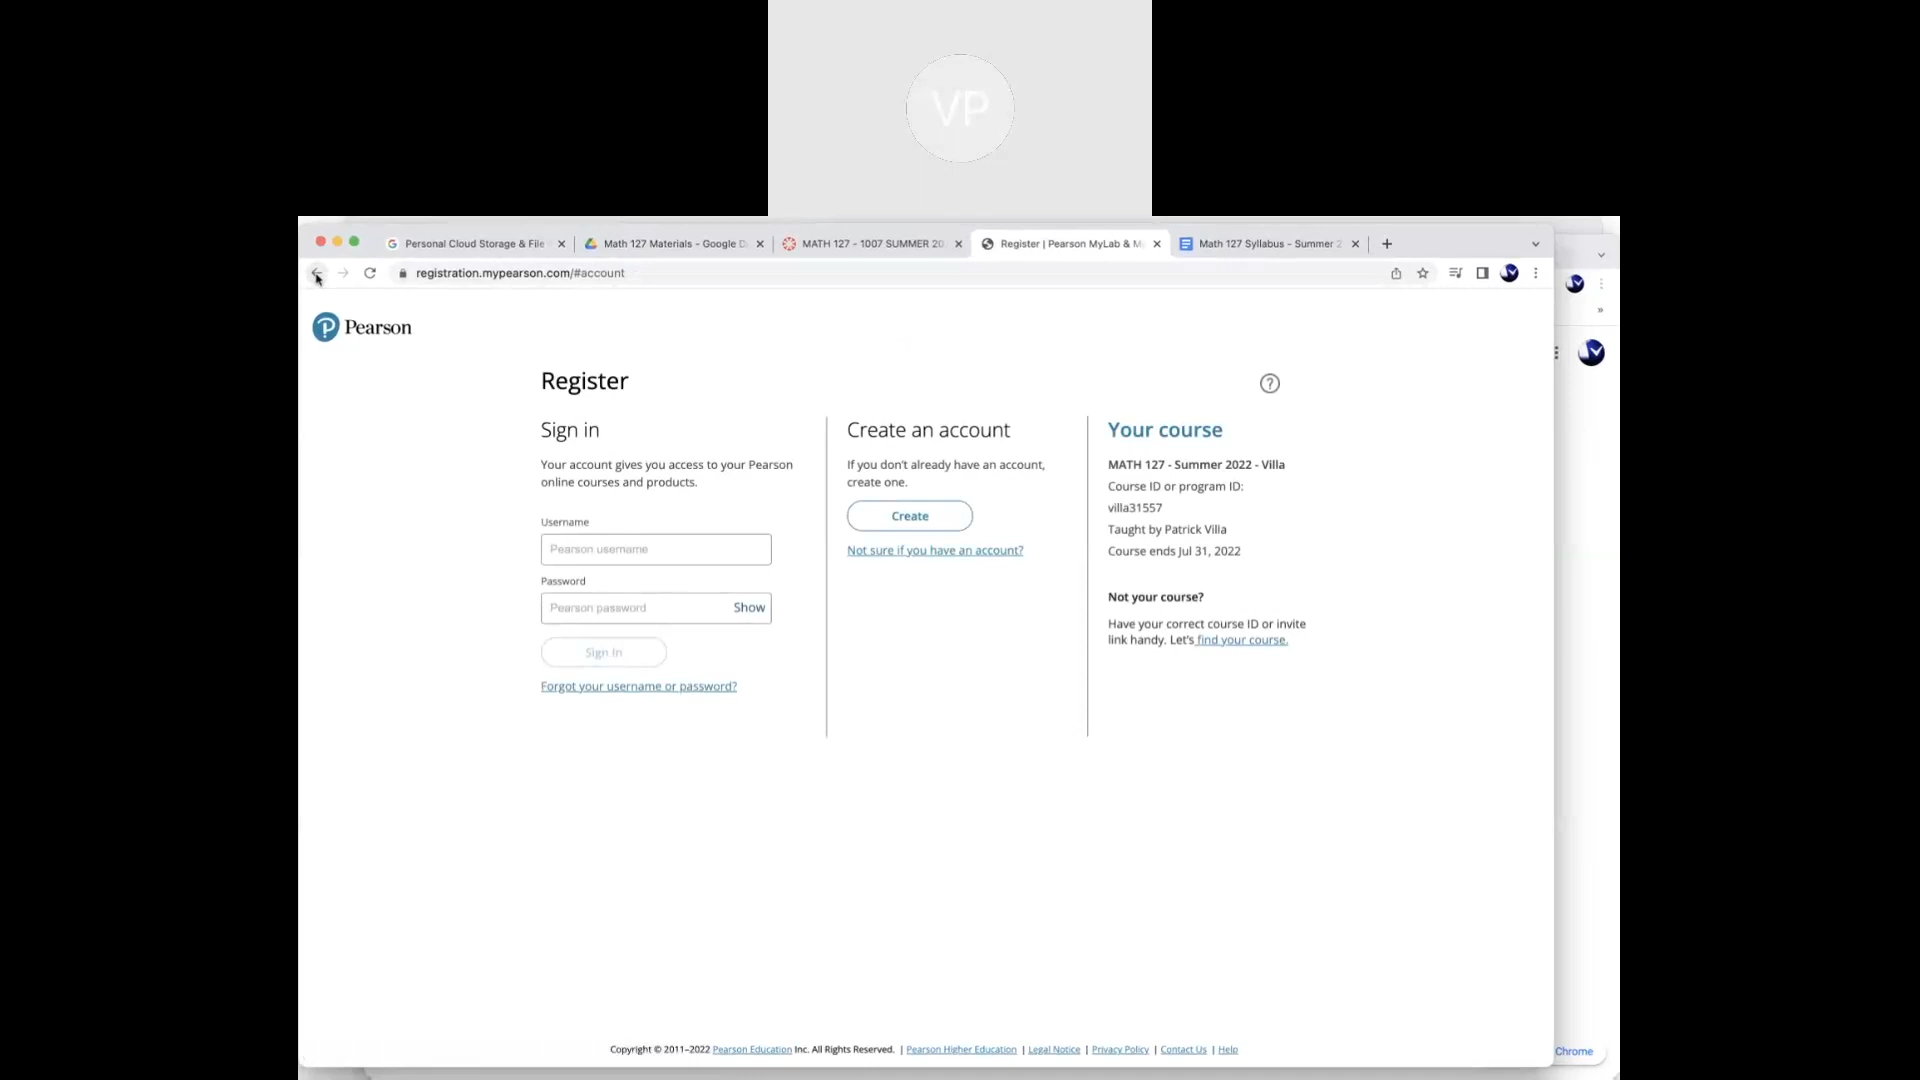 VP
Personal Cloud Storage & File
Math 127 Materials - Google D
MATH 127 - 1007 SUMMER 20
Register | Pearson MyLab & M
Math 127 Syllabus - Summer 2
registration.mypearson.com/#account
Pearson
Register
Sign in
Your account gives you access to your Pearson
online courses and products.
Username
Pearson username
Password
Pearson password
Show
Sign In
Forgot your username or password?
Create an account
If you don't already have an account,
create one.
Create
Not sure if you have an account?
Your course
MATH 127 - Summer 2022 - Villa
Course ID or program ID:
villa31557
Taught by Patrick Villa
Course ends Jul 31, 2022
Not your course?
Have your correct course ID or invite
link handy. Let's find your course.
Copyright © 2011–2022 Pearson Education Inc. All Rights Reserved. | Pearson Higher Education | Legal Notice | Privacy Policy | Contact Us | Help
Chrome